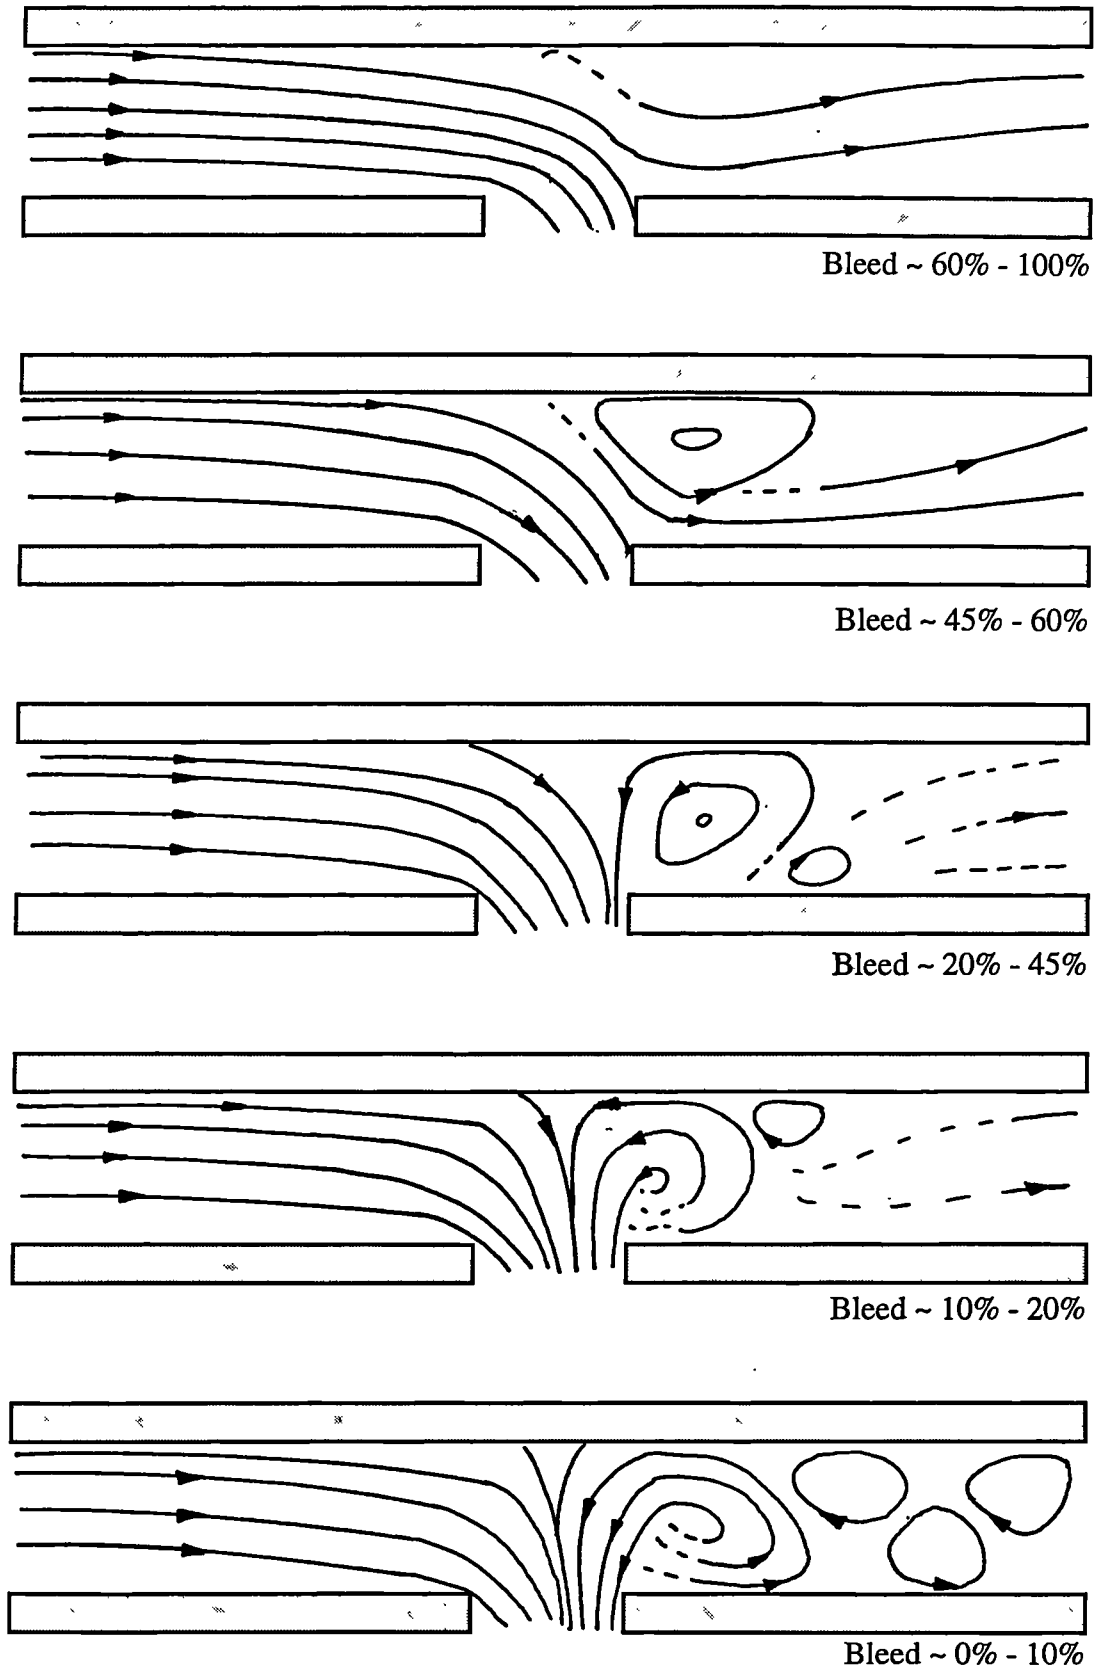 Bleed ~ 60% - 100%
Bleed ~ 45% - 60%
Bleed ~ 20% - 45%
Bleed ~ 10% - 20%
Bleed ~ 0% - 10%